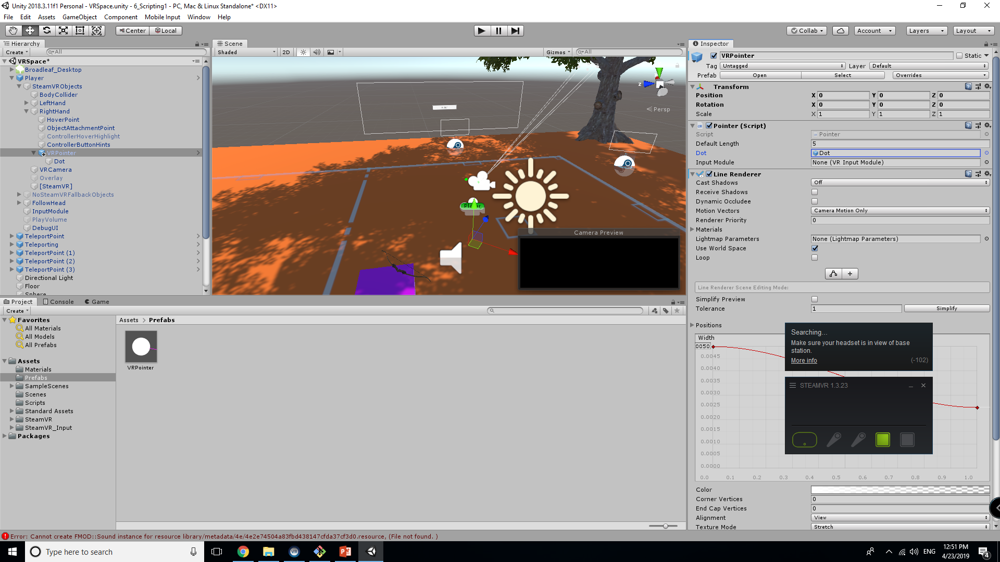 Unity 2018.3.11f1 Personal - VRSpace.unity - 6_Scripting1 - PC, Mac & Linux Standalone* <DX11>
File Edit Assets GameObject Component Mobile Input Window Help
Center Local Collab Account Layers Layout
Hierarchy
Create All
VRSpace*
Broadleaf_Desktop
Player
SteamVRObjects
BodyCollider
LeftHand
RightHand
HoverPoint
ObjectAttachmentPoint
ControllerHoverHighlight
ControllerButtonHints
VRPointer
Dot
VRCamera
Overlay
[SteamVR]
NoSteamVRFallbackObjects
FollowHead
InputModule
PlayVolume
DebugUI
TeleportPoint
Teleporting
TeleportPoint (1)
TeleportPoint (2)
TeleportPoint (3)
Directional Light
Floor
Sphere
Scene
Shaded 2D Gizmos All
z
Persp
Player
Camera Preview
Inspector
VRPointer Static
Tag Untagged Layer Default
Prefab Open Select Overrides
Transform
Position X 0 Y 0 Z 0
Rotation X 0 Y 0 Z 0
Scale X 1 Y 1 Z 1
Pointer (Script)
Script Pointer
Default Length 5
Dot Dot
Input Module None (VR Input Module)
Line Renderer
Cast Shadows Off
Receive Shadows
Dynamic Occludee
Motion Vectors Camera Motion Only
Renderer Priority 0
Materials
Lightmap Parameters None (Lightmap Parameters)
Use World Space
Loop
Line Renderer Scene Editing Mode:
Simplify Preview
Tolerance 1 Simplify
Positions
Width
0050
0.0045
0.0040
0.0035
0.0030
0.0025
0.0020
0.0015
0.0010
0.0005
0.0000
0.0 0.1 0.2 0.3 0.4 0.5 0.6 0.7 0.8 0.9 1.0
Searching...
Make sure your headset is in view of base
station.
More info (-102)
STEAMVR 1.3.23
Color
Corner Vertices 0
End Cap Vertices 0
Alignment View
Texture Mode Stretch
Project Console Game
Create
Favorites
All Materials
All Models
All Prefabs
Assets
Materials
Prefabs
SampleScenes
Scenes
Scripts
Standard Assets
SteamVR
SteamVR_Input
Packages
Assets > Prefabs
VRPointer
Error: Cannot create FMOD::Sound instance for resource library/metadata/4e/4e2e74504a83fbd438147cfda37cf3d0.resource, (File not found. )
Type here to search
ENG
12:51 PM
4/23/2019
4